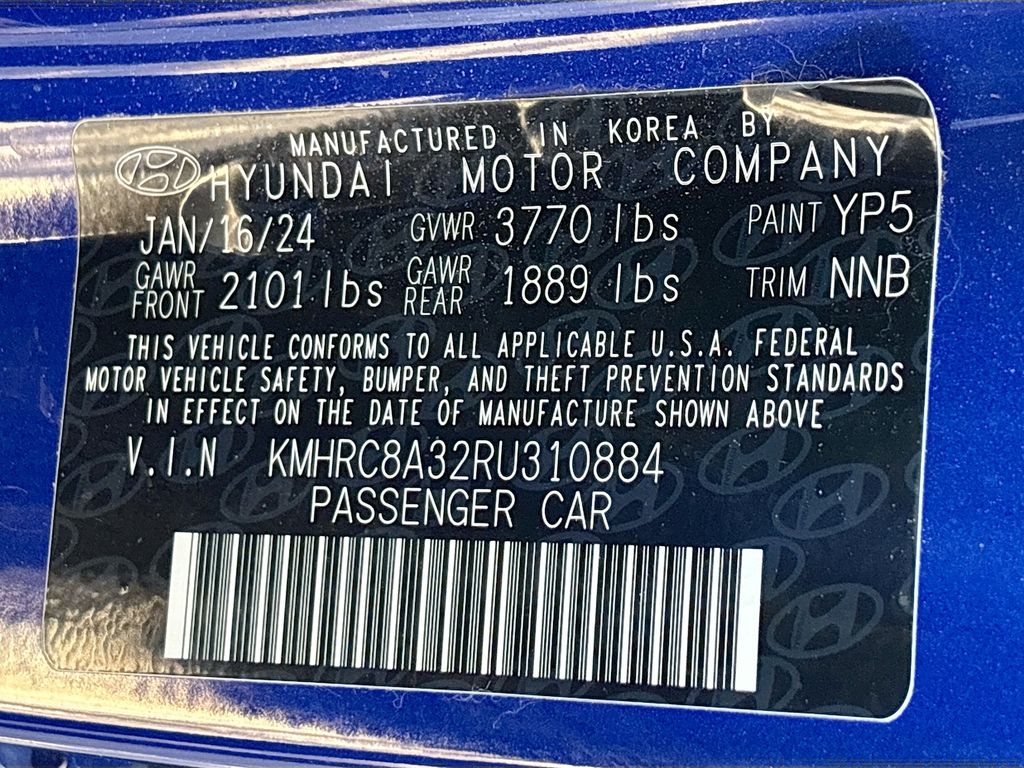 MANUFACTURED IN KOREA BY
HYUNDAI MOTOR COMPANY
JAN/16/24 GVWR 3770 lbs PAINT YP5
GAWR FRONT 2101 lbs GAWR REAR 1889 lbs TRIM NNB
THIS VEHICLE CONFORMS TO ALL APPLICABLE U.S.A. FEDERAL
MOTOR VEHICLE SAFETY, BUMPER, AND THEFT PREVENTION STANDARDS
IN EFFECT ON THE DATE OF MANUFACTURE SHOWN ABOVE
V.I.N KMHRC8A32RU310884
PASSENGER CAR